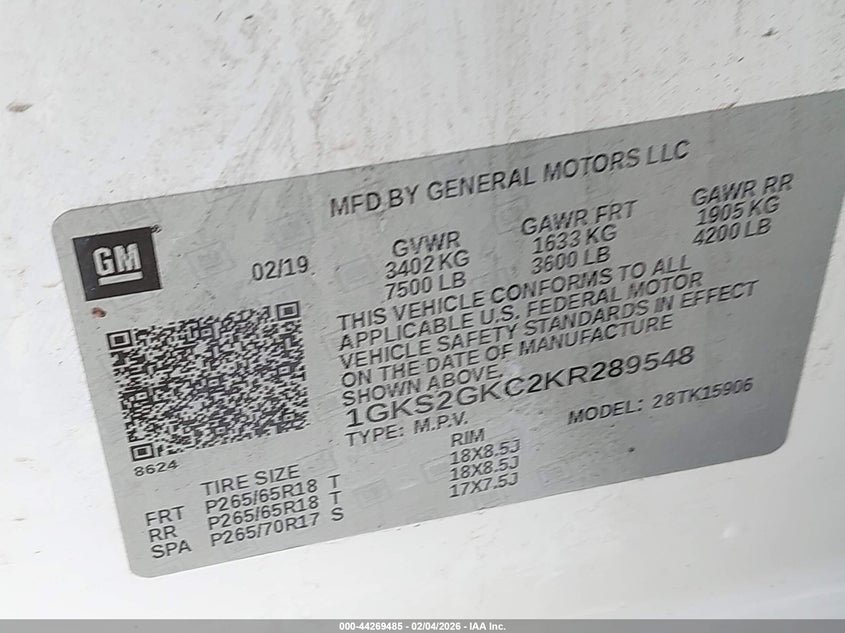 MFD BY GENERAL MOTORS LLC
GM
02/19
GVWR GAWR FRT GAWR RR
3402 KG 1633 KG 1905 KG
7500 LB 3600 LB 4200 LB
THIS VEHICLE CONFORMS TO ALL
APPLICABLE U.S. FEDERAL MOTOR
VEHICLE SAFETY STANDARDS IN EFFECT
ON THE DATE OF MANUFACTURE
SHOWN ABOVE.
1GKS2GKC2KR289548
TYPE: M.P.V. MODEL: 28TK15906
8624
TIRE SIZE RIM
FRT P265/65R18 T 18X8.5J
RR P265/65R18 T 18X8.5J
SPA P265/70R17 S 17X7.5J
000-44269485 - 02/04/2026 - IAA Inc.